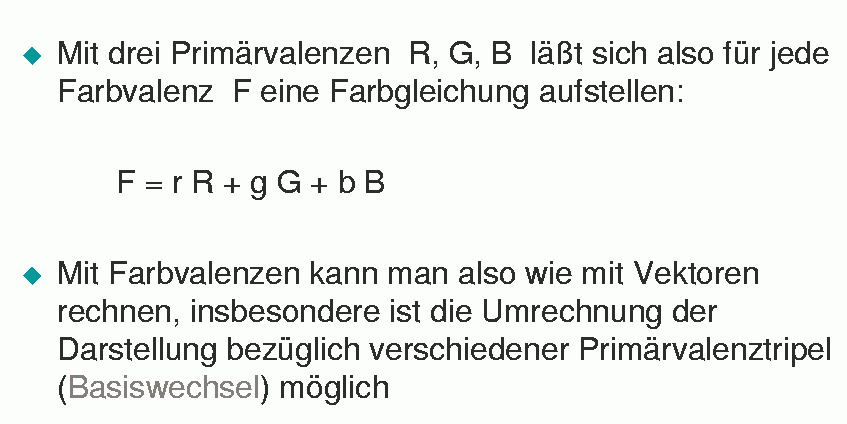 Mit drei Primärvalenzen R, G, B läßt sich also für jede
Farbvalenz F eine Farbgleichung aufstellen:
F = r R + g G + b B
Mit Farbvalenzen kann man also wie mit Vektoren
rechnen, insbesondere ist die Umrechnung der
Darstellung bezüglich verschiedener Primärvalenztripel
(Basiswechsel) möglich